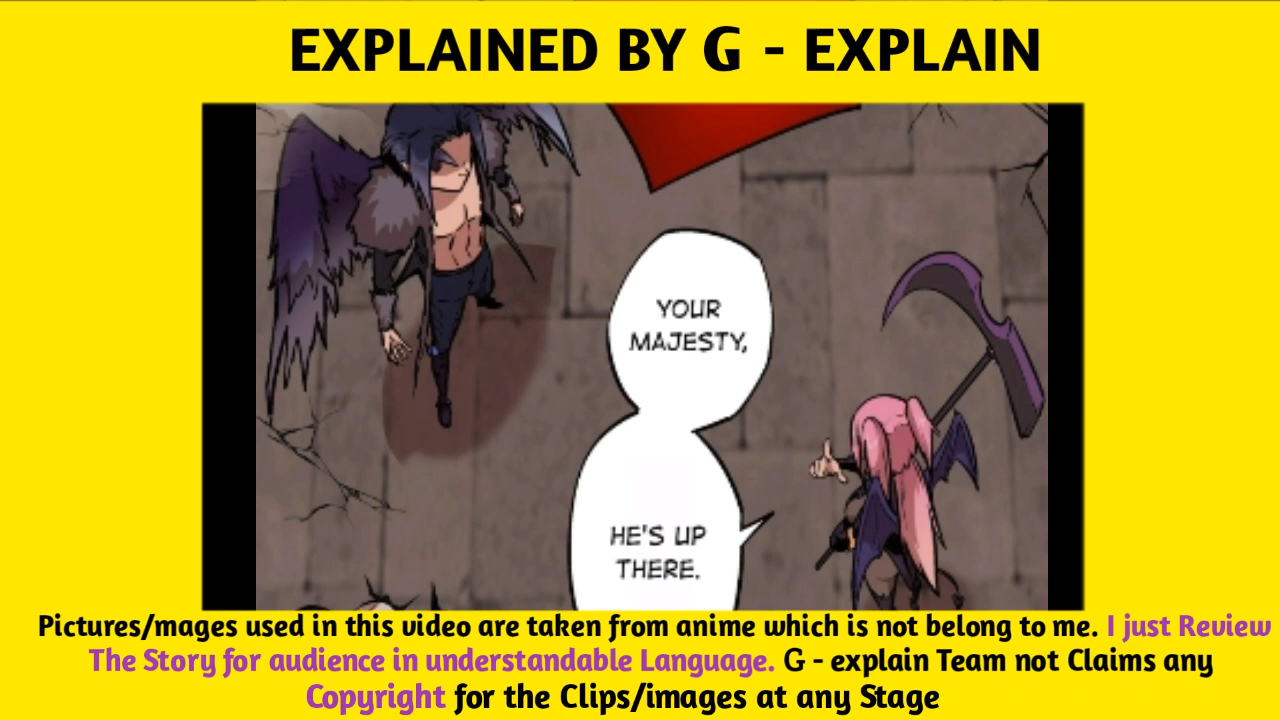 EXPLAINED BY G - EXPLAIN
YOUR
MAJESTY,
HE'S UP
THERE.
Pictures/mages used in this video are taken from anime which is not belong to me. I just Review
The Story for audience in understandable Language. G - explain Team not Claims any
Copyright for the Clips/images at any Stage